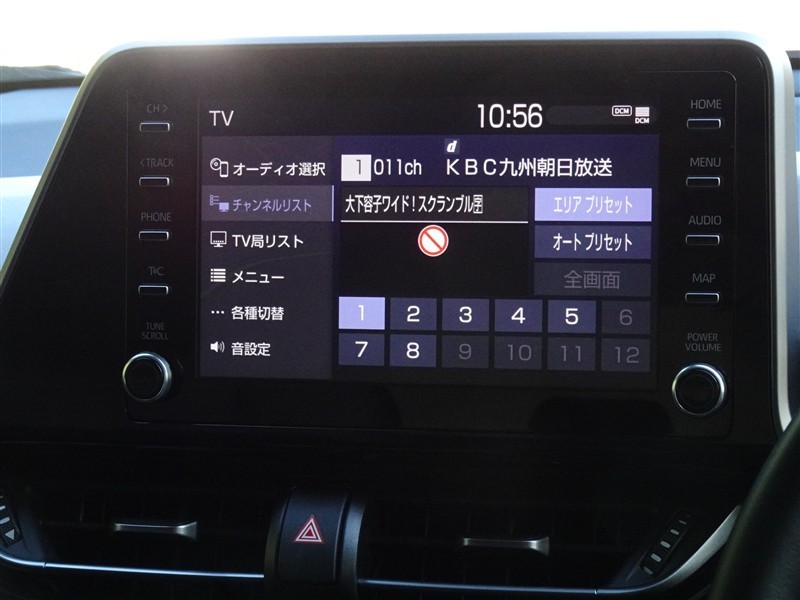 CH >
< TRACK
PHONE
T&C
TUNE
SCROLL
TV
10:56
DCM
DCM
オーディオ選択
チャンネルリスト
TV局リスト
メニュー
各種切替
音設定
d
1 011ch KBC九州朝日放送
大下容子ワイド!スクランブル字
エリア プリセット
オート プリセット
全画面
1 2 3 4 5 6
7 8 9 10 11 12
HOME
MENU
AUDIO
MAP
POWER
VOLUME